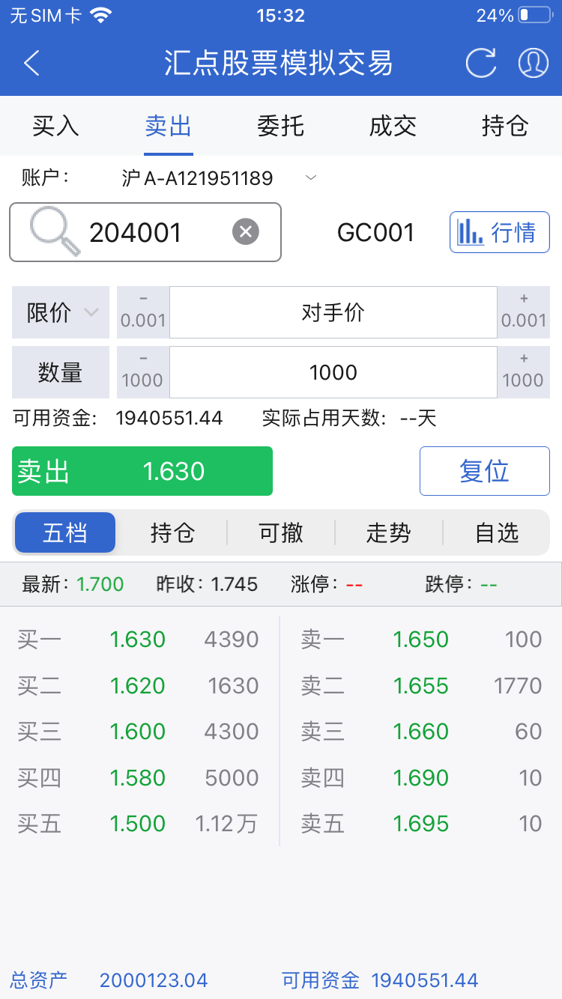 无SIM卡 15:32 24%
汇点股票模拟交易
买入 卖出 委托 成交 持仓
账户: 沪A-A121951189
204001 GC001 行情
限价 − 0.001 对手价 + 0.001
数量 − 1000 1000 + 1000
可用资金: 1940551.44 实际占用天数: --天
卖出 1.630 复位
五档 持仓 可撤 走势 自选
最新: 1.700 昨收: 1.745 涨停: -- 跌停: --
买一 1.630 4390 卖一 1.650 100
买二 1.620 1630 卖二 1.655 1770
买三 1.600 4300 卖三 1.660 60
买四 1.580 5000 卖四 1.690 10
买五 1.500 1.12万 卖五 1.695 10
总资产 2000123.04 可用资金 1940551.44